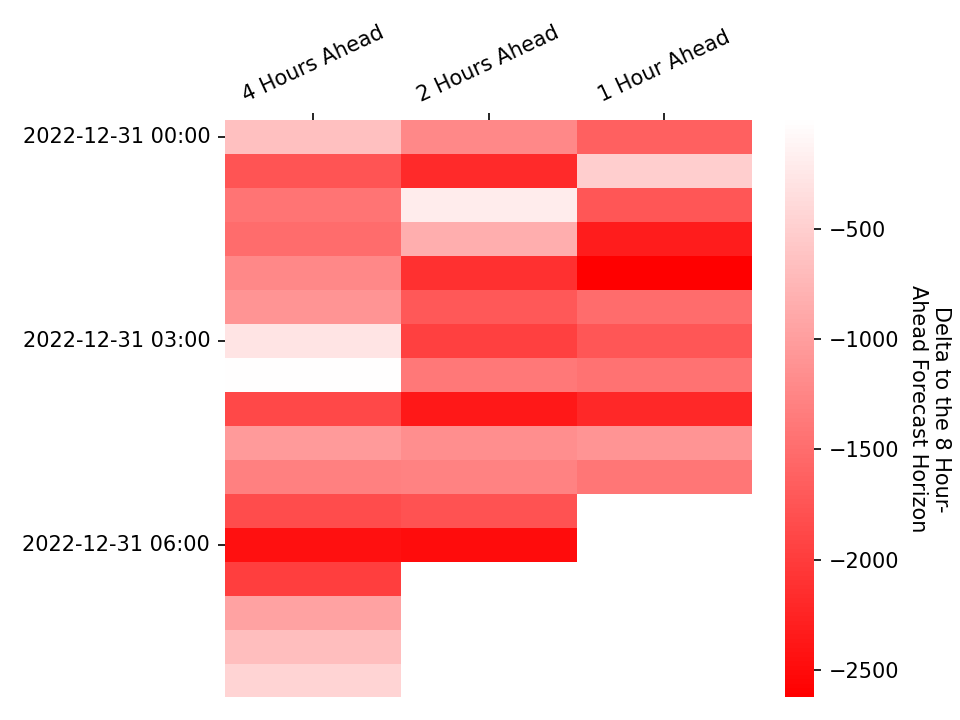 4 Hours Ahead
2 Hours Ahead
1 Hour Ahead
2022-12-31 00:00
2022-12-31 03:00
2022-12-31 06:00
−500
−1000
−1500
−2000
−2500
Delta to the 8 Hour-
Ahead Forecast Horizon